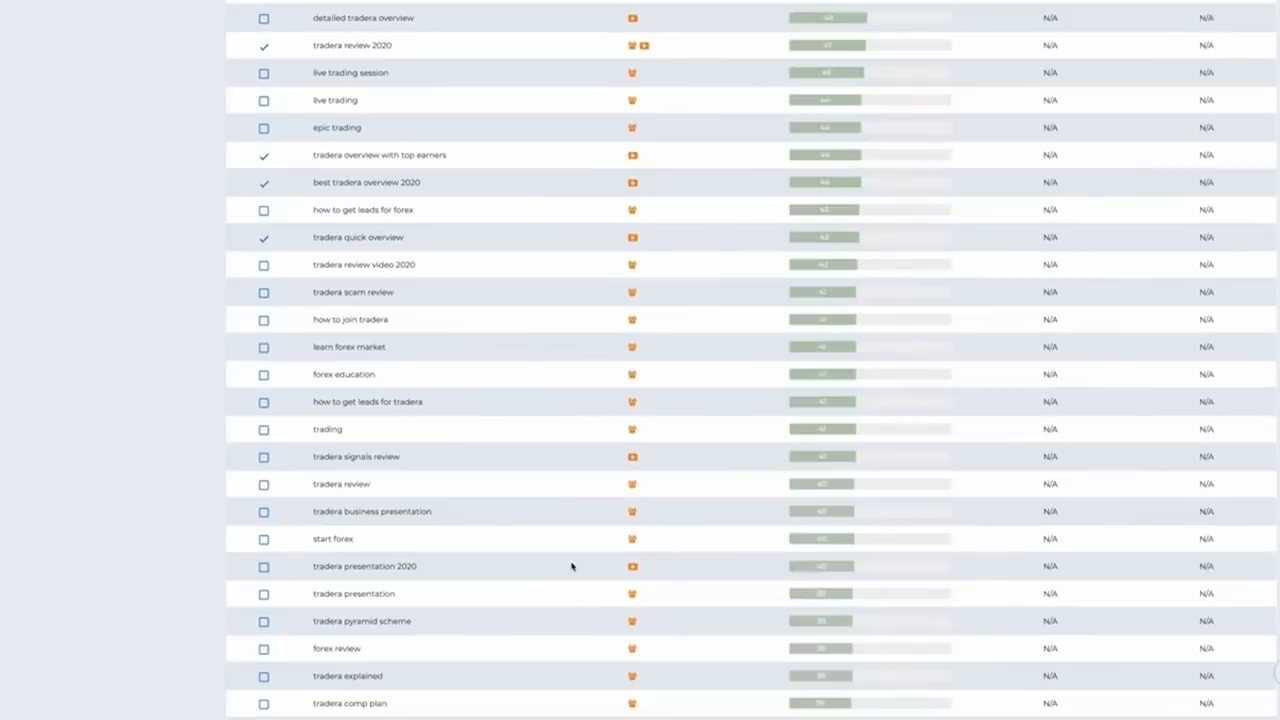 detailed tradera overview N/A N/A
tradera review 2020 N/A N/A
live trading session N/A N/A
live trading N/A N/A
epic trading N/A N/A
tradera overview with top earners N/A N/A
best tradera overview 2020 N/A N/A
how to get leads for forex N/A N/A
tradera quick overview N/A N/A
tradera review video 2020 N/A N/A
tradera scam review N/A N/A
how to join tradera N/A N/A
learn forex market N/A N/A
forex education N/A N/A
how to get leads for tradera N/A N/A
trading N/A N/A
tradera signals review N/A N/A
tradera review N/A N/A
tradera business presentation N/A N/A
start forex N/A N/A
tradera presentation 2020 N/A N/A
tradera presentation N/A N/A
tradera pyramid scheme N/A N/A
forex review N/A N/A
tradera explained N/A N/A
tradera comp plan N/A N/A